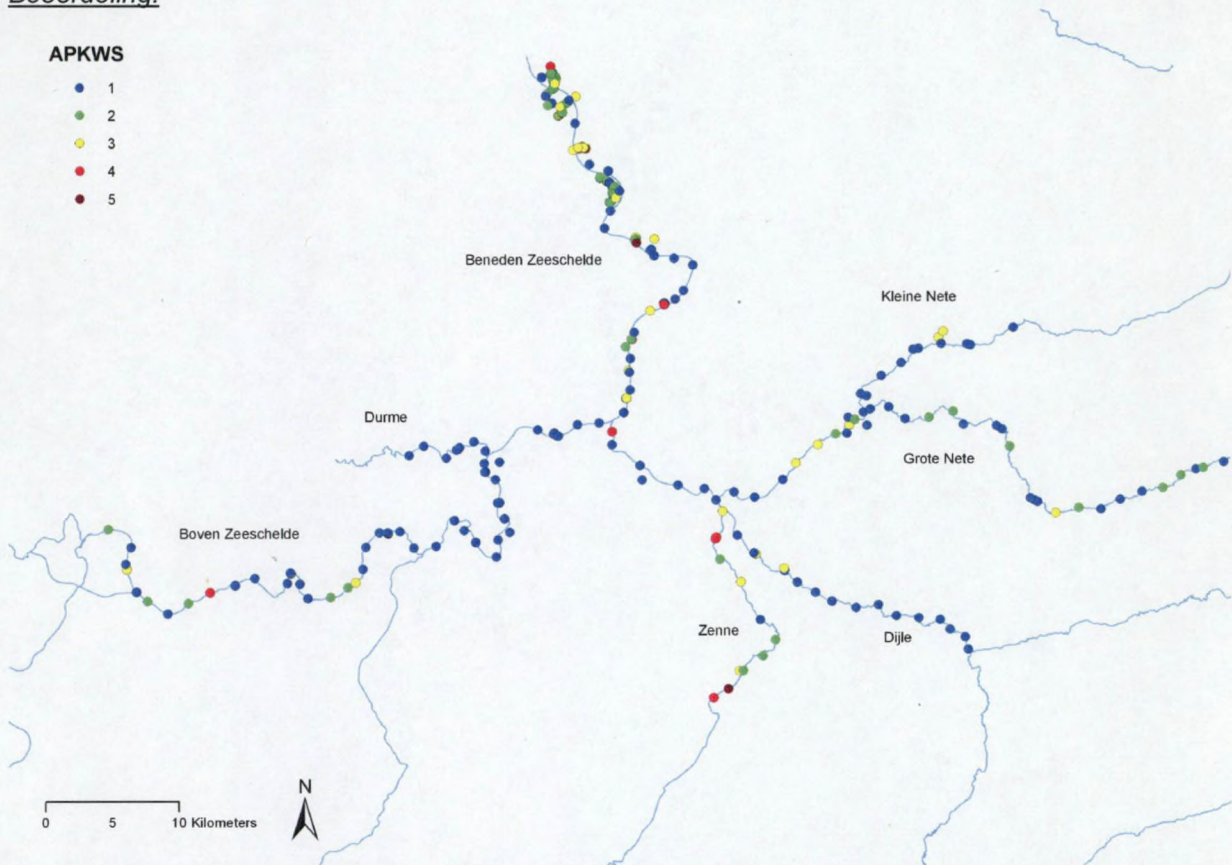 Beoordeling:
APKWS
1
2
3
4
5
Beneden Zeeschelde
Kleine Nete
Durme
Grote Nete
Boven Zeeschelde
Zenne
Dijle
N
0 5 10 Kilometers